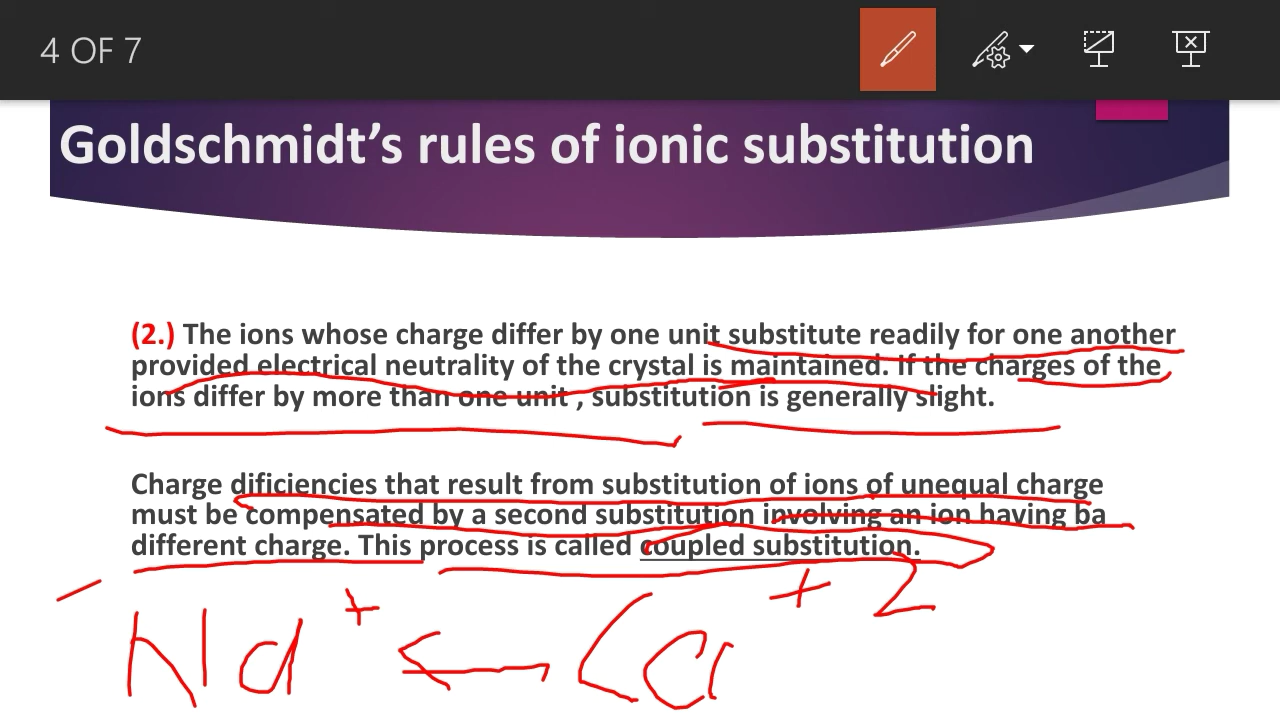 4 OF 7
Goldschmidt's rules of ionic substitution
(2.) The ions whose charge differ by one unit substitute readily for one another
provided electrical neutrality of the crystal is maintained. If the charges of the
ions differ by more than one unit , substitution is generally slight.
Charge dificiencies that result from substitution of ions of unequal charge
must be compensated by a second substitution involving an ion having ba
different charge. This process is called coupled substitution.
Na+ ← Ca+2